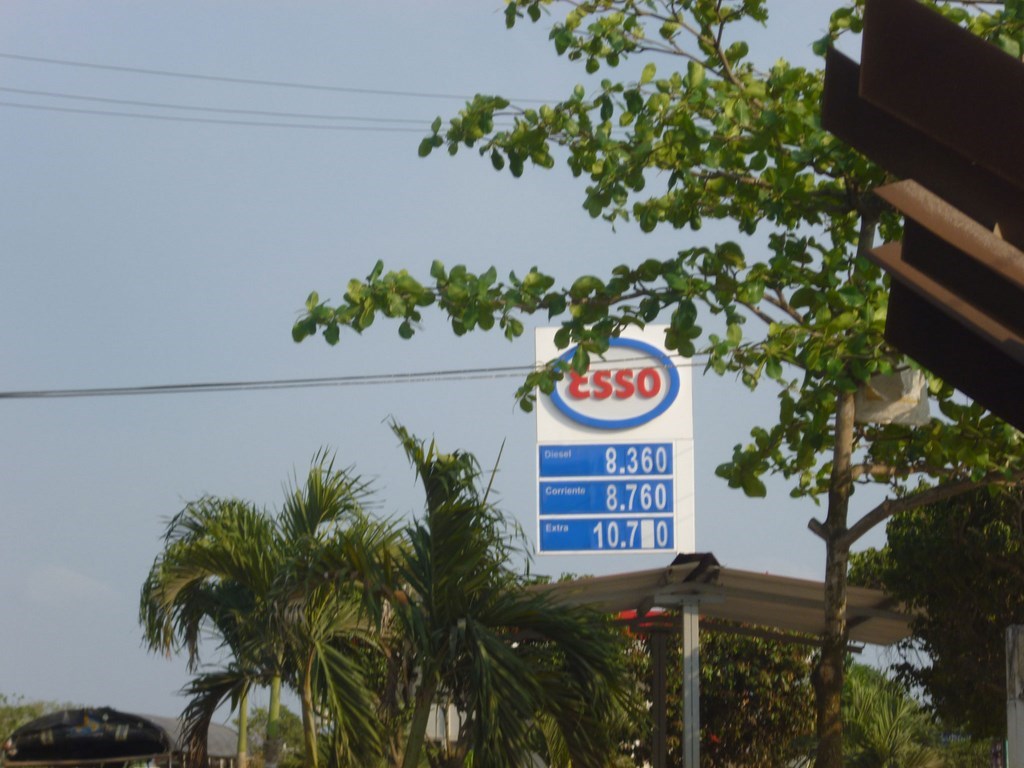 ESSO
Diesel 8.360
Corriente 8.760
Extra 10.7 0